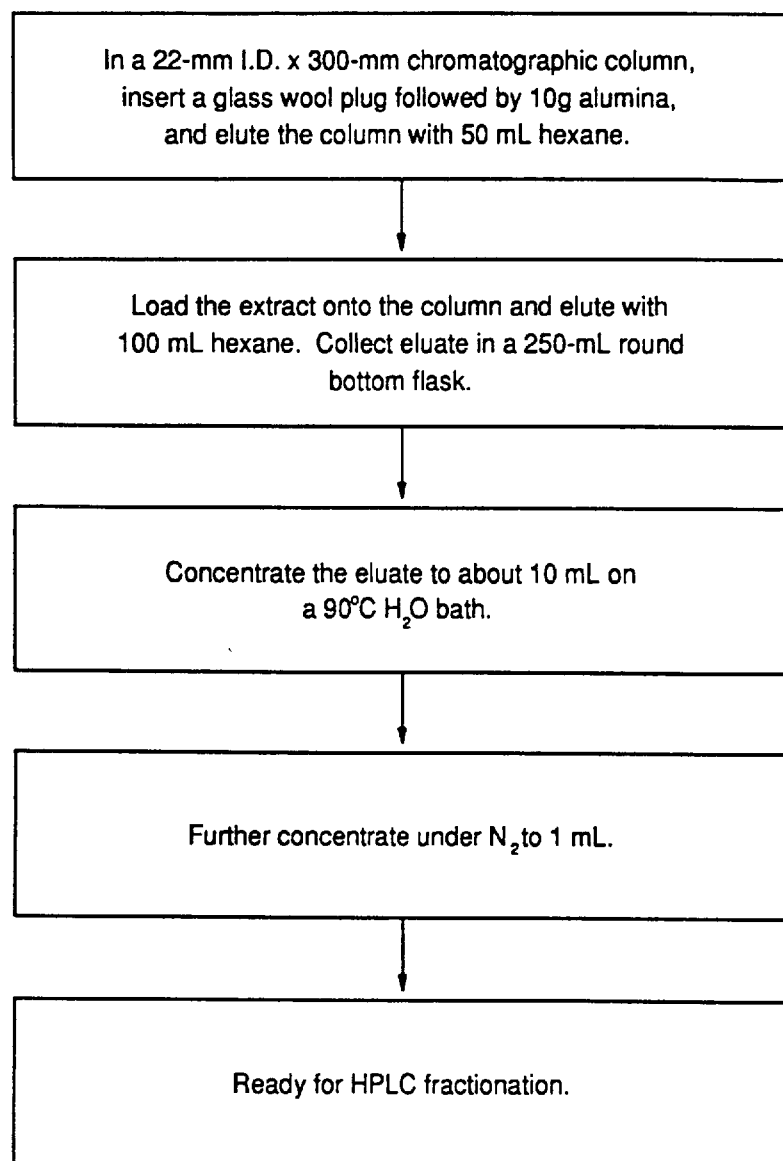 In a 22-mm I.D. x 300-mm chromatographic column,
insert a glass wool plug followed by 10g alumina,
and elute the column with 50 mL hexane.
Load the extract onto the column and elute with
100 mL hexane. Collect eluate in a 250-mL round
bottom flask.
Concentrate the eluate to about 10 mL on
a 90°C H₂O bath.
Further concentrate under N₂ to 1 mL.
Ready for HPLC fractionation.